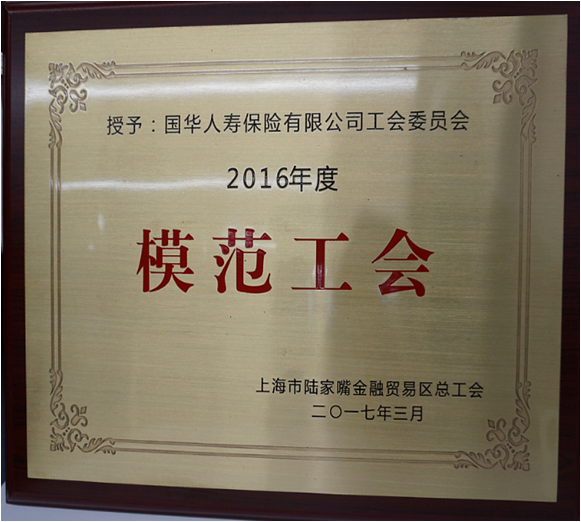 授予：国华人寿保险有限公司工会委员会
2016年度
模范工会
上海市陆家嘴金融贸易区总工会
二〇一七年三月